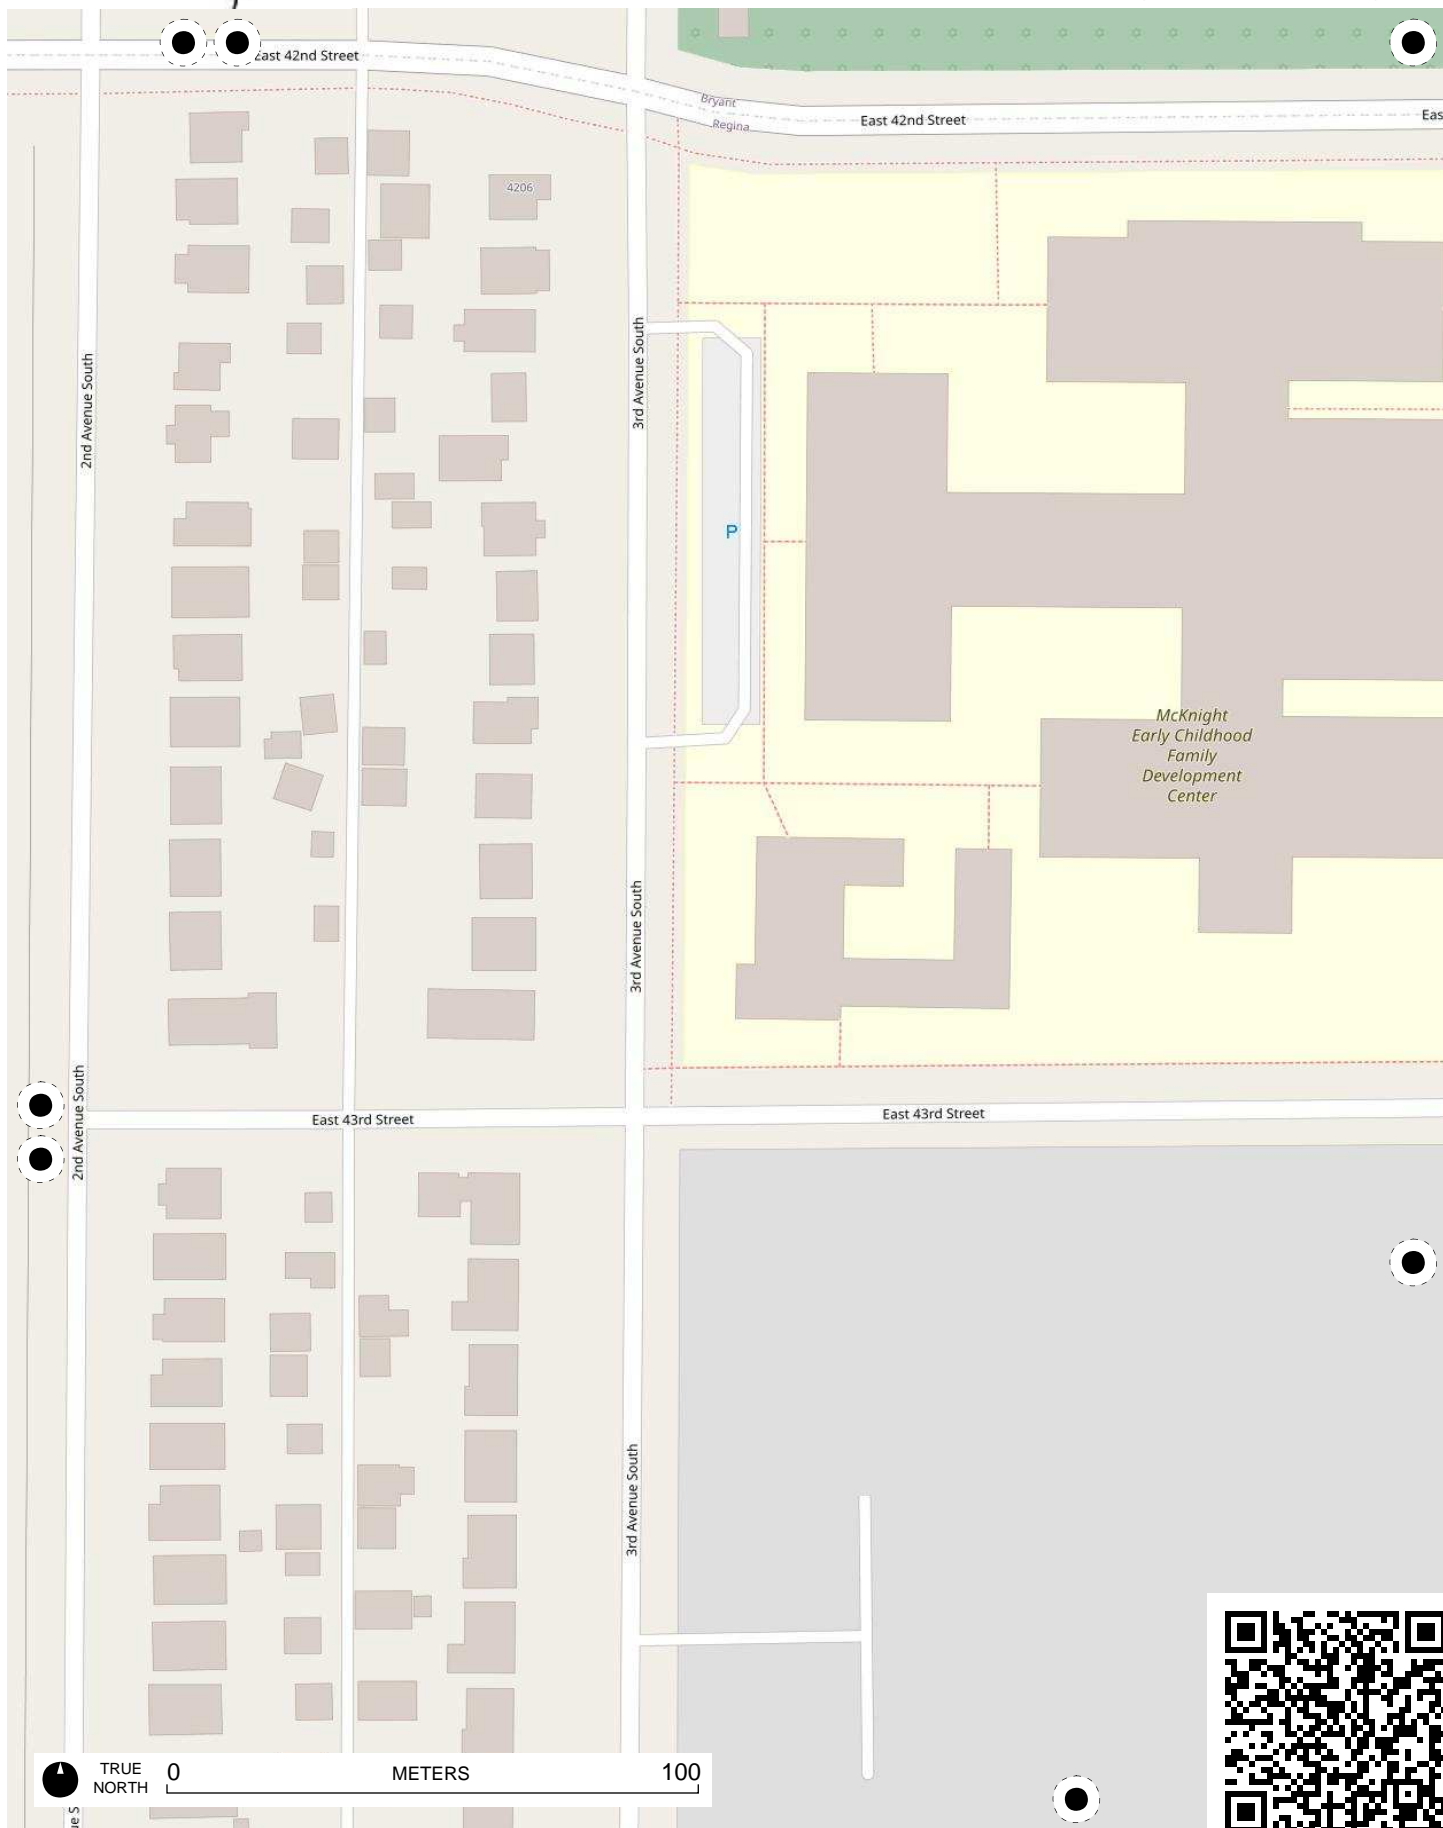 East 42nd Street
Bryant
Regina
East 42nd Street
Eas
4206
2nd Avenue South
3rd Avenue South
P
McKnight
Early Childhood
Family
Development
Center
3rd Avenue South
2nd Avenue South
East 43rd Street
East 43rd Street
3rd Avenue South
TRUE
NORTH
0
METERS
100
ue S